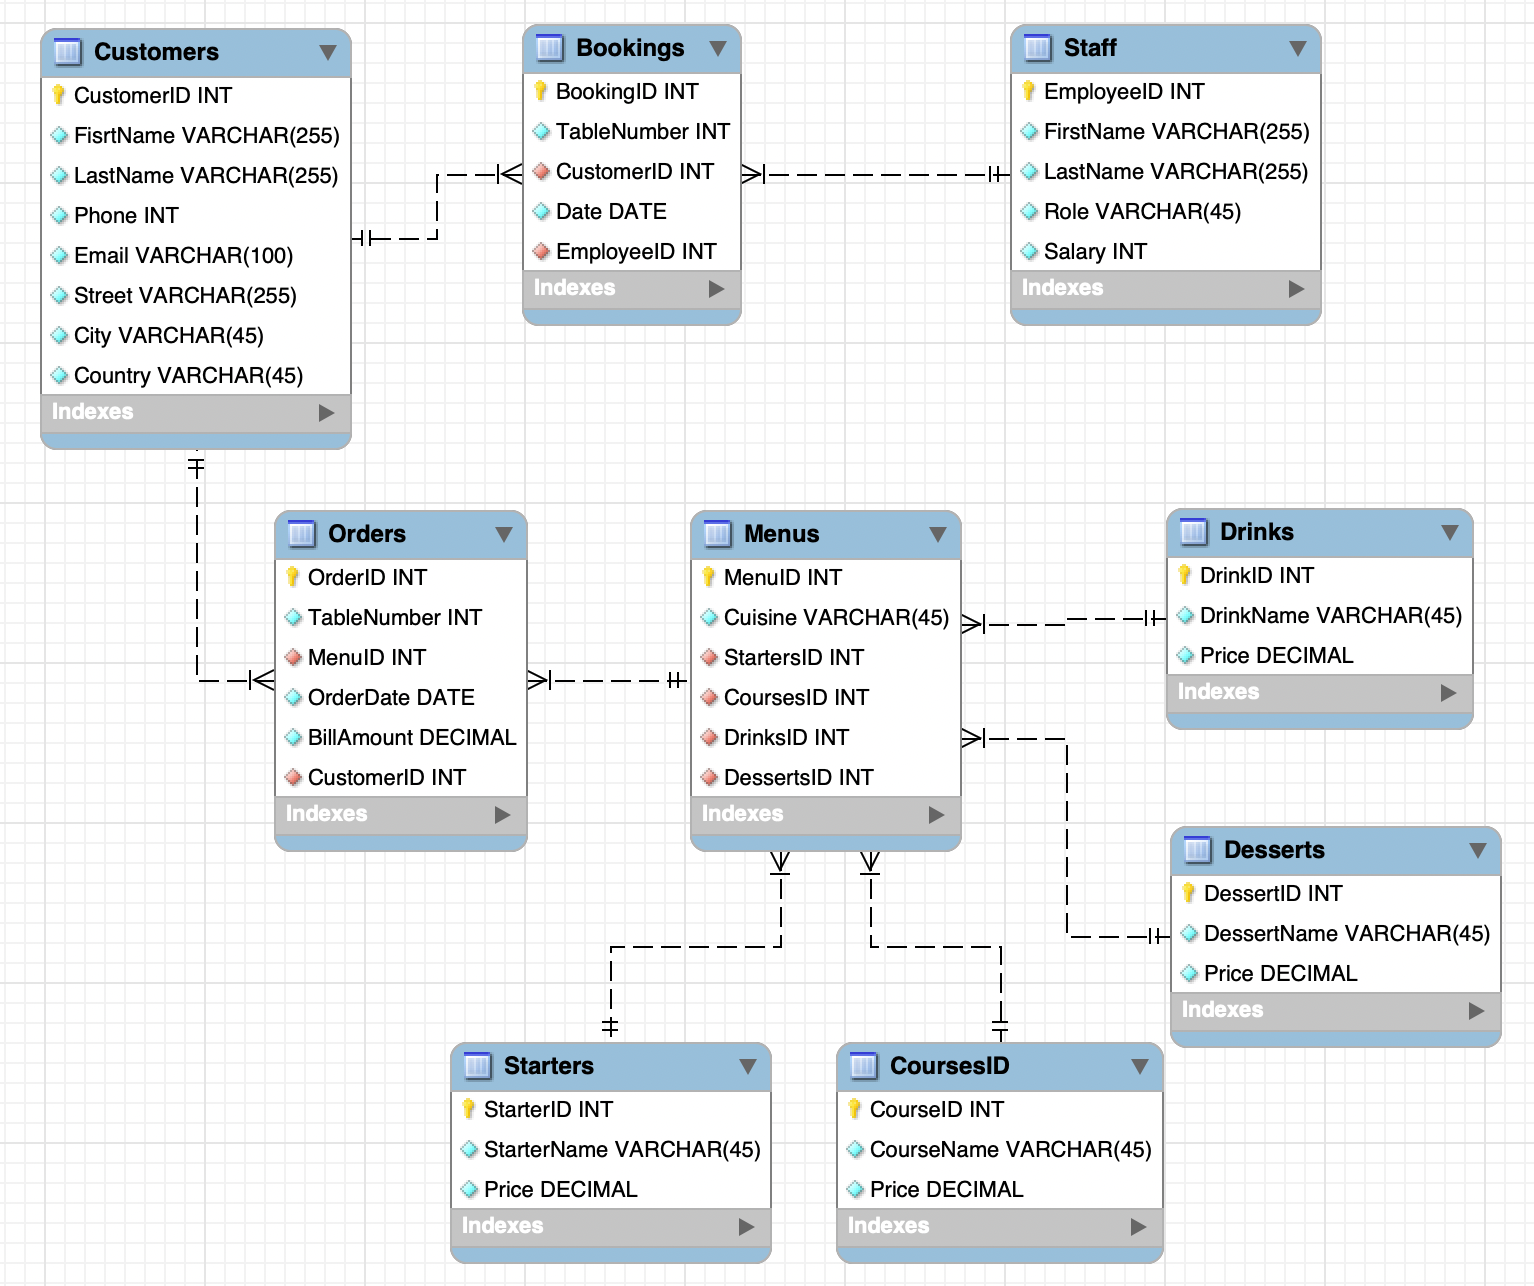 Customers
CustomerID INT
FisrtName VARCHAR(255)
LastName VARCHAR(255)
Phone INT
Email VARCHAR(100)
Street VARCHAR(255)
City VARCHAR(45)
Country VARCHAR(45)
Indexes
Bookings
BookingID INT
TableNumber INT
CustomerID INT
Date DATE
EmployeeID INT
Indexes
Staff
EmployeeID INT
FirstName VARCHAR(255)
LastName VARCHAR(255)
Role VARCHAR(45)
Salary INT
Indexes
Orders
OrderID INT
TableNumber INT
MenuID INT
OrderDate DATE
BillAmount DECIMAL
CustomerID INT
Indexes
Menus
MenuID INT
Cuisine VARCHAR(45)
StartersID INT
CoursesID INT
DrinksID INT
DessertsID INT
Indexes
Drinks
DrinkID INT
DrinkName VARCHAR(45)
Price DECIMAL
Indexes
Desserts
DessertID INT
DessertName VARCHAR(45)
Price DECIMAL
Indexes
Starters
StarterID INT
StarterName VARCHAR(45)
Price DECIMAL
Indexes
CoursesID
CourseID INT
CourseName VARCHAR(45)
Price DECIMAL
Indexes